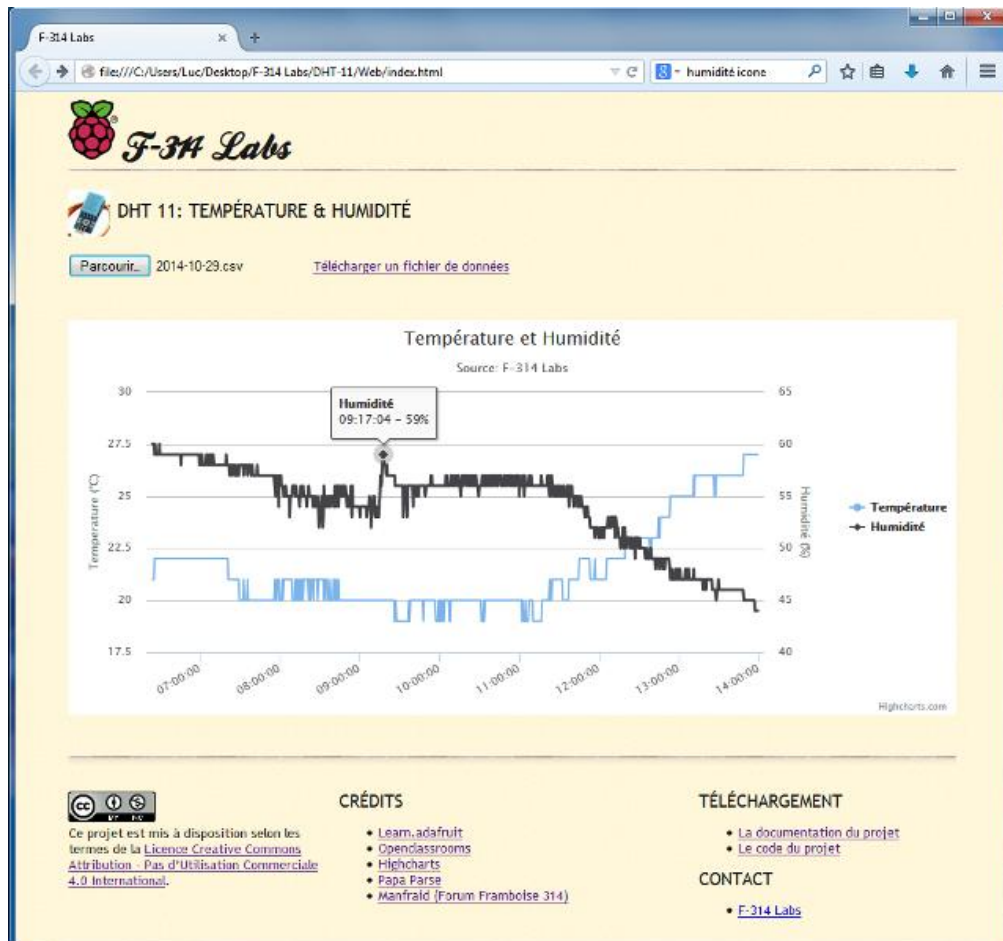 F-314 Labs
file:///C:/Users/Luc/Desktop/F-314 Labs/DHT-11/Web/index.html
humidité icone
F-314 Labs
DHT 11: TEMPÉRATURE & HUMIDITÉ
Parcourir...
2014-10-29.csv
Télécharger un fichier de données
Température et Humidité
Source: F-314 Labs
30
27.5
25
22.5
20
17.5
Temperature (°C)
Humidité
09:17:04 - 59%
65
60
55
50
45
40
Humidité (%)
Température
Humidité
07:00:00
08:00:00
09:00:00
10:00:00
11:00:00
12:00:00
13:00:00
14:00:00
Highcharts.com
cc
BY NC
Ce projet est mis à disposition selon les
termes de la Licence Creative Commons
Attribution - Pas d'Utilisation Commerciale
4.0 International.
CRÉDITS
Learn.adafruit
Openclassrooms
Highcharts
Papa Parse
Manfraid (Forum Framboise 314)
TÉLÉCHARGEMENT
La documentation du projet
Le code du projet
CONTACT
F-314 Labs